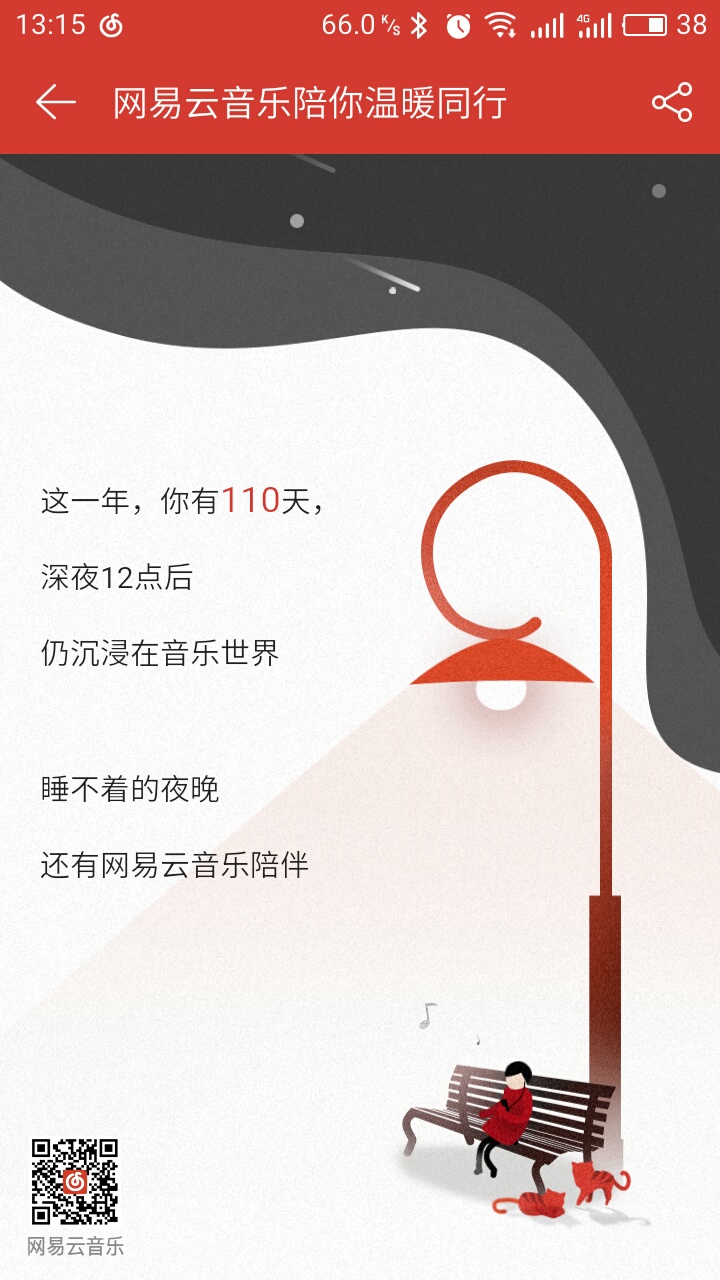 13:15 66.0 K/s 4G 38
网易云音乐陪你温暖同行
这一年，你有110天，
深夜12点后
仍沉浸在音乐世界
睡不着的夜晚
还有网易云音乐陪伴
网易云音乐